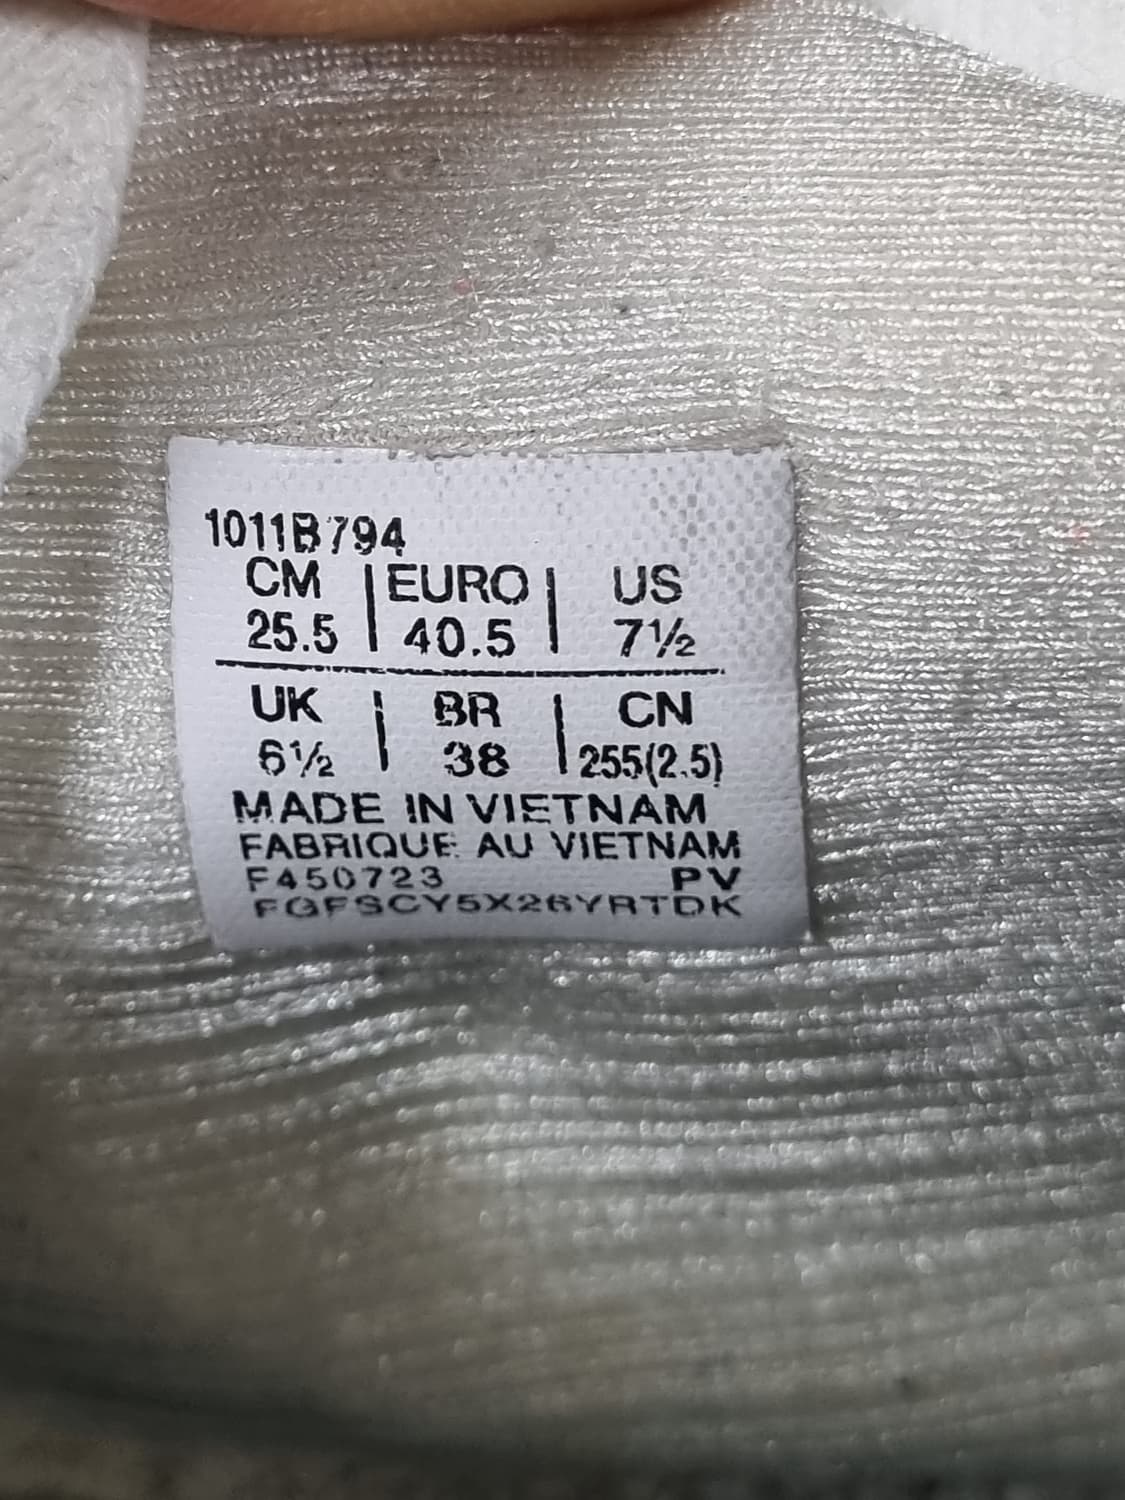 1011B794
CM | EURO | US
25.5 | 40.5 | 7½
UK | BR | CN
6½ | 38 | 255(2.5)
MADE IN VIETNAM
FABRIQUE AU VIETNAM
F450723 PV
FGFSCY5X26YRTDK